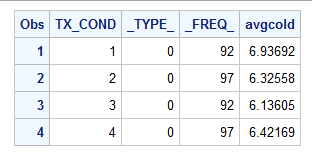 Obs TX_COND _TYPE_ _FREQ_ avgcold
1 1 0 92 6.93692
2 2 0 97 6.32558
3 3 0 92 6.13605
4 4 0 97 6.42169